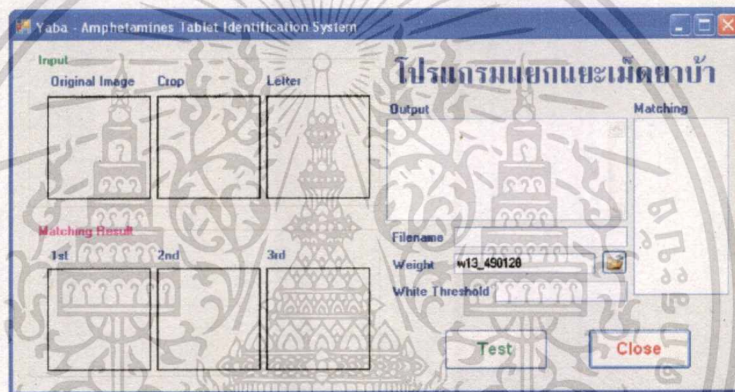 Yaba - Amphetamines Tablet Identification System
Input
Original Image Crop Letter
โปรแกรมแยกแยะเม็ดยาบ้า
Output Matching
Matching Result
1st 2nd 3rd
Filename
Weight w13_490128
White Threshold
Test Close